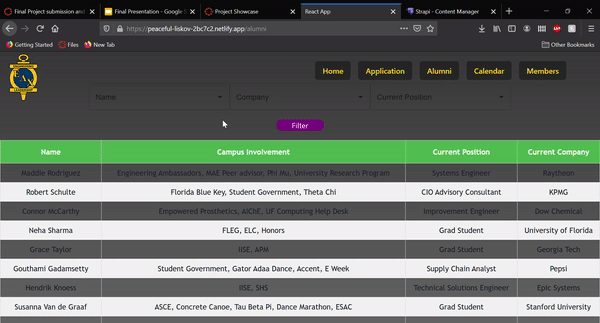 Final Project submission and
Final Presentation - Google S
Project Showcase
React App
Strapi - Content Manager
https://peaceful-liskov-2bc7c2.netlify.app/alumni
Getting Started
Files
New Tab
Other Bookmarks
Home
Application
Alumni
Calendar
Members
Name
Company
Current Position
Filter
Name Campus Involvement Current Position Current Company
Maddie Rodriguez Engineering Ambassadors, MAE Peer advisor, Phi Mu, University Research Program Systems Engineer Raytheon
Robert Schulte Florida Blue Key, Student Government, Theta Chi CIO Advisory Consultant KPMG
Connor McCarthy Empowered Prosthetics, AIChE, UF Computing Help Desk Improvement Engineer Dow Chemical
Neha Sharma FLEG, ELC, Honors Grad Student University of Florida
Grace Taylor IISE, APM Grad Student Georgia Tech
Gouthami Gadamsetty Student Government, Gator Adaa Dance, Accent, E Week Supply Chain Analyst Pepsi
Hendrik Knoess IISE, SHS Technical Solutions Engineer Epic Systems
Susanna Van de Graaf ASCE, Concrete Canoe, Tau Beta Pi, Dance Marathon, ESAC Grad Student Stanford University